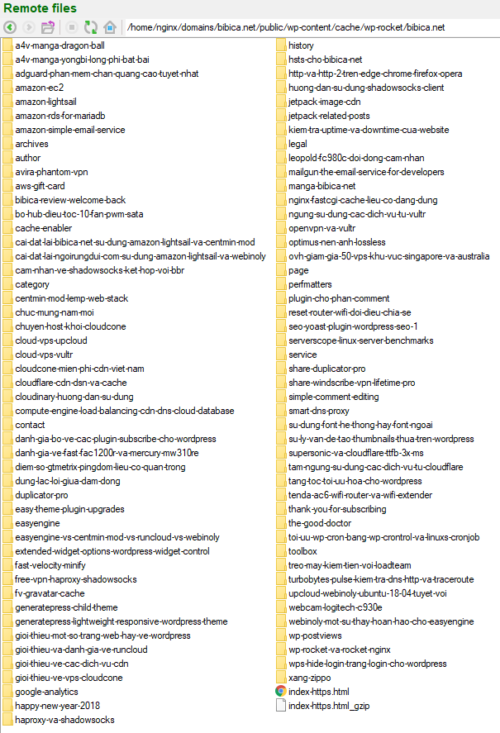 Remote files
/home/nginx/domains/bibica.net/public/wp-content/cache/wp-rocket/bibica.net
a4v-manga-dragon-ball
a4v-manga-yongbi-long-phi-bat-bai
adguard-phan-mem-chan-quang-cao-tuyet-nhat
amazon-ec2
amazon-lightsail
amazon-rds-for-mariadb
amazon-simple-email-service
archives
author
avira-phantom-vpn
aws-gift-card
bibica-review-welcome-back
bo-hub-dieu-toc-10-fan-pwm-sata
cache-enabler
cai-dat-lai-bibica-net-su-dung-amazon-lightsail-va-centmin-mod
cai-dat-lai-ngoirungdui-com-su-dung-amazon-lightsail-va-webinoly
cam-nhan-ve-shadowsocks-ket-hop-voi-bbr
category
centmin-mod-lemp-web-stack
chuc-mung-nam-moi
chuyen-host-khoi-cloudcone
cloud-vps-upcloud
cloud-vps-vultr
cloudcone-mien-phi-cdn-viet-nam
cloudflare-cdn-dsn-va-cache
cloudinary-huong-dan-su-dung
compute-engine-load-balancing-cdn-dns-cloud-database
contact
danh-gia-bo-ve-cac-plugin-subscribe-cho-wordpress
danh-gia-ve-fast-fac1200r-va-mercury-mw310re
diem-so-gtmetrix-pingdom-lieu-co-quan-trong
dung-lac-loi-giua-dam-dong
duplicator-pro
easy-theme-plugin-upgrades
easyengine
easyengine-vs-centmin-mod-vs-runcloud-vs-webinoly
extended-widget-options-wordpress-widget-control
fast-velocity-minify
free-vpn-haproxy-shadowsocks
fv-gravatar-cache
generatepress-child-theme
generatepress-lightweight-responsive-wordpress-theme
gioi-thieu-mot-so-trang-web-hay-ve-wordpress
gioi-thieu-va-danh-gia-ve-runcloud
gioi-thieu-ve-cac-dich-vu-cdn
gioi-thieu-ve-vps-cloudcone
google-analytics
happy-new-year-2018
haproxy-va-shadowsocks
history
hsts-cho-bibica-net
http-va-http-2-tren-edge-chrome-firefox-opera
huong-dan-su-dung-shadowsocks-client
jetpack-image-cdn
jetpack-related-posts
kiem-tra-uptime-va-downtime-cua-website
legal
leopold-fc980c-doi-dong-cam-nhan
mailgun-the-email-service-for-developers
manga-bibica-net
nginx-fastcgi-cache-lieu-co-dang-dung
ngung-su-dung-cac-dich-vu-tu-vultr
openvpn-va-vultr
optimus-nen-anh-lossless
ovh-giam-gia-50-vps-khu-vuc-singapore-va-australia
page
perfmatters
plugin-cho-phan-comment
reset-router-wifi-doi-dieu-chia-se
seo-yoast-plugin-wordpress-seo-1
serverscope-linux-server-benchmarks
service
share-duplicator-pro
share-windscribe-vpn-lifetime-pro
simple-comment-editing
smart-dns-proxy
su-dung-font-he-thong-hay-font-ngoai
su-ly-van-de-tao-thumbnails-thua-tren-wordpress
supersonic-va-cloudflare-ttfb-3x-ms
tam-ngung-su-dung-cac-dich-vu-tu-cloudflare
tang-toc-toi-uu-hoa-cho-wordpress
tenda-ac6-wifi-router-va-wifi-extender
thank-you-for-subscribing
the-good-doctor
toi-uu-wp-cron-bang-wp-crontrol-va-linuxs-cronjob
toolbox
treo-may-kiem-tien-voi-loadteam
turbobytes-pulse-kiem-tra-dns-http-va-traceroute
upcloud-webinoly-ubuntu-18-04-tuyet-voi
webcam-logitech-c930e
webinoly-mot-su-thay-hoan-hao-cho-easyengine
wp-postviews
wp-rocket-va-rocket-nginx
wps-hide-login-trang-login-cho-wordpress
xang-zippo
index-https.html
index-https.html_gzip